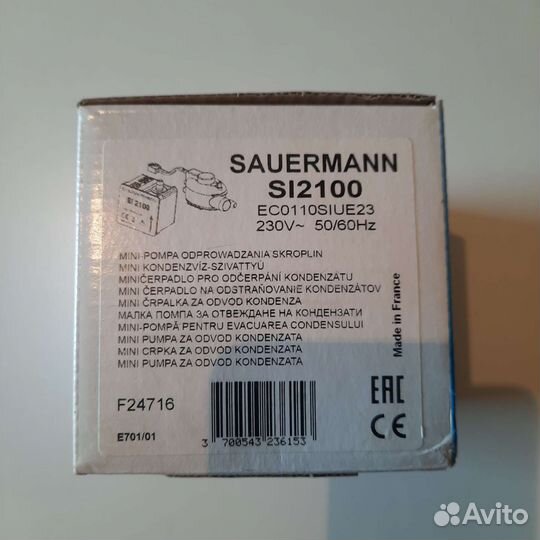 SI2100
CE
SAUERMANN
SI2100
EC0110SIUE23
230V~ 50/60Hz
MINI-POMPA ODPROWADZANIA SKROPLIN
MINI KONDENZVÍZ-SZIVATTYÚ
MINIČERPADLO PRO ODČERPÁNÍ KONDENZÁTU
MINI ČERPADLO NA ODSTRAŇOVANIE KONDENZÁTOV
MINI ČRPALKA ZA ODVOD KONDENZA
МАЛКА ПОМПА ЗА ОТВЕЖДАНЕ НА КОНДЕНЗАТИ
MINI-POMPĂ PENTRU EVACUAREA CONDENSULUI
MINI PUMPA ZA ODVOD KONDENZATA
MINI CRPKA ZA ODVOD KONDENZATA
MINI PUMPA ZA ODVOD KONDEZATA
Made in France
F24716
E701/01
3 700543 236153
EAC
CE
Avito